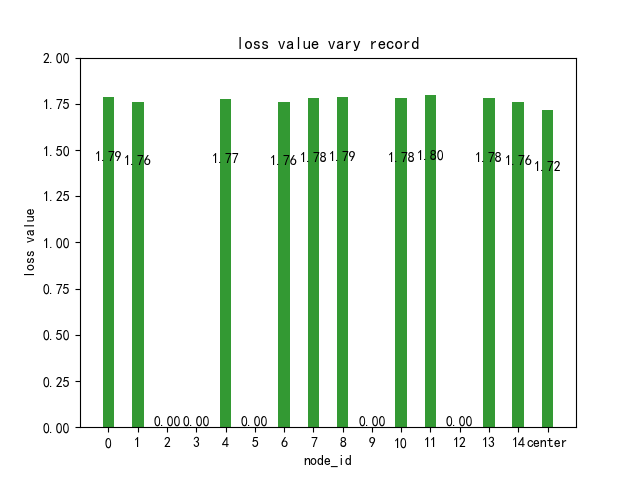 loss value vary record
2.00
1.75
1.50
1.25
1.00
0.75
0.50
0.25
0.00
loss value
1.79 1.76 0.00 0.00 1.77 0.00 1.76 1.78 1.79 0.00 1.78 1.80 0.00 1.78 1.76 1.72
0 1 2 3 4 5 6 7 8 9 10 11 12 13 14 center
node_id